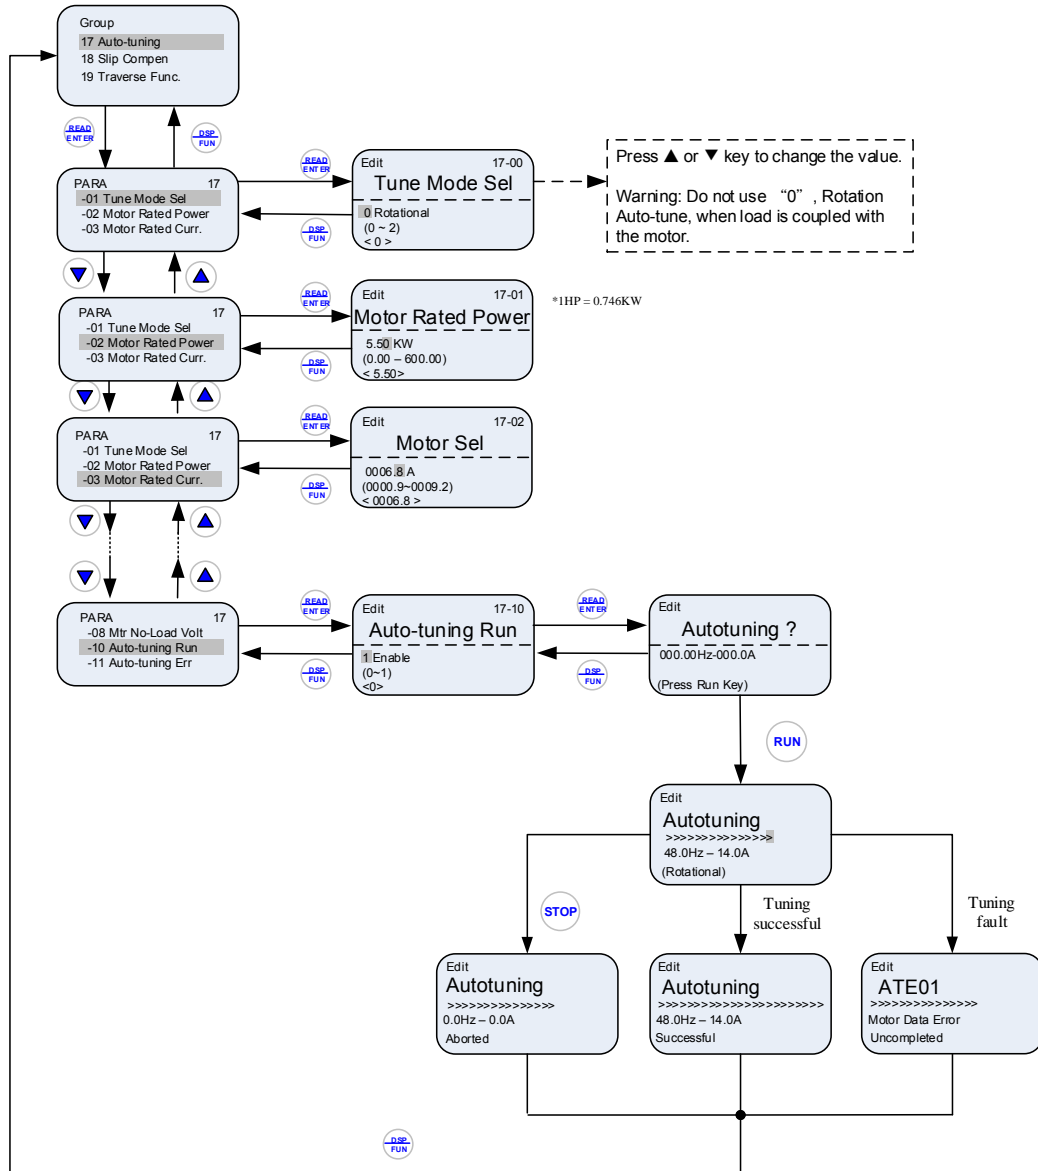 Group
17 Auto-tuning
18 Slip Compen
19 Traverse Func.
READ
ENTER
DSP
FUN
PARA 17
-01 Tune Mode Sel
-02 Motor Rated Power
-03 Motor Rated Curr.
READ
ENTER
DSP
FUN
Edit 17-00
Tune Mode Sel
0 Rotational
(0 ~ 2)
< 0 >
Press ▲ or ▼ key to change the value.
Warning: Do not use “0”, Rotation
Auto-tune, when load is coupled with
the motor.
▼
▲
PARA 17
-01 Tune Mode Sel
-02 Motor Rated Power
-03 Motor Rated Curr.
READ
ENTER
DSP
FUN
Edit 17-01
Motor Rated Power
5.50 KW
(0.00 – 600.00)
< 5.50>
*1HP = 0.746KW
▼
▲
PARA 17
-01 Tune Mode Sel
-02 Motor Rated Power
-03 Motor Rated Curr.
READ
ENTER
DSP
FUN
Edit 17-02
Motor Sel
0006.8 A
(0000.9~0009.2)
< 0006.8 >
▼
▲
▼
▲
PARA 17
-08 Mtr No-Load Volt
-10 Auto-tuning Run
-11 Auto-tuning Err
READ
ENTER
DSP
FUN
Edit 17-10
Auto-tuning Run
1 Enable
(0~1)
<0>
READ
ENTER
DSP
FUN
Edit
Autotuning ?
000.00Hz-000.0A
(Press Run Key)
RUN
Edit
Autotuning
>>>>>>>>>>>>>>>>
48.0Hz – 14.0A
(Rotational)
STOP
Tuning
successful
Tuning
fault
Edit
Autotuning
>>>>>>>>>>>>>>>>
0.0Hz – 0.0A
Aborted
Edit
Autotuning
>>>>>>>>>>>>>>>>>>>>>>>>
48.0Hz – 14.0A
Successful
Edit
ATE01
>>>>>>>>>>>>>>>>
Motor Data Error
Uncompleted
DSP
FUN